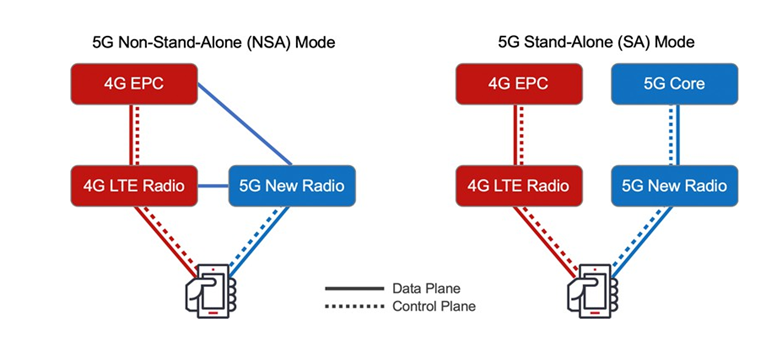 5G Non-Stand-Alone (NSA) Mode
4G EPC
4G LTE Radio
5G New Radio
5G Stand-Alone (SA) Mode
4G EPC
5G Core
4G LTE Radio
5G New Radio
Data Plane
Control Plane